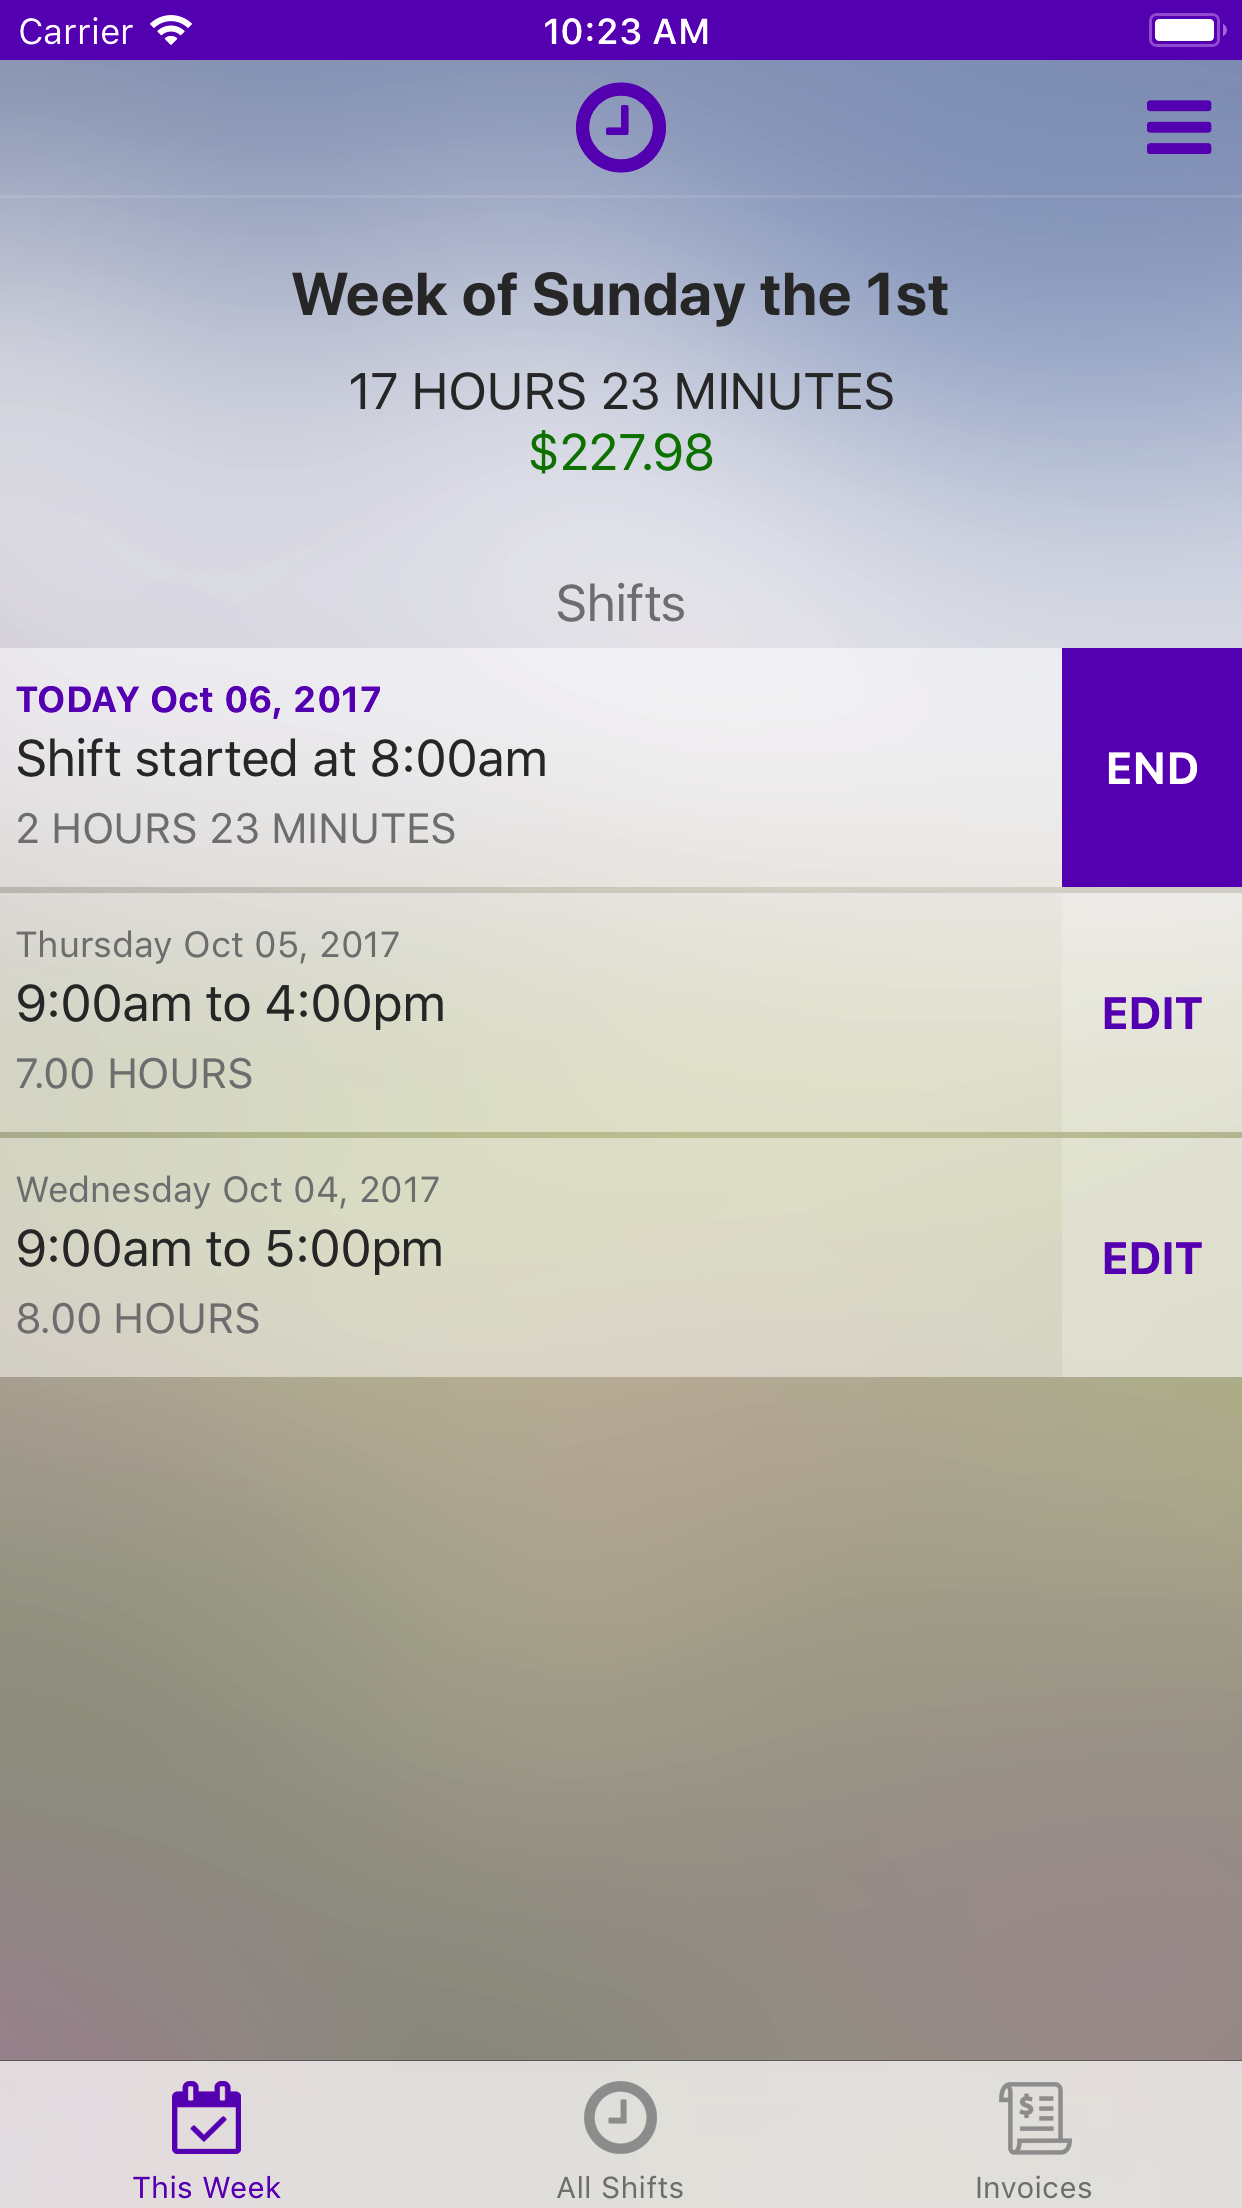 Carrier 10:23 AM
Week of Sunday the 1st
17 HOURS 23 MINUTES
$227.98
Shifts
TODAY Oct 06, 2017
Shift started at 8:00am
2 HOURS 23 MINUTES
END
Thursday Oct 05, 2017
9:00am to 4:00pm
7.00 HOURS
EDIT
Wednesday Oct 04, 2017
9:00am to 5:00pm
8.00 HOURS
EDIT
This Week All Shifts Invoices